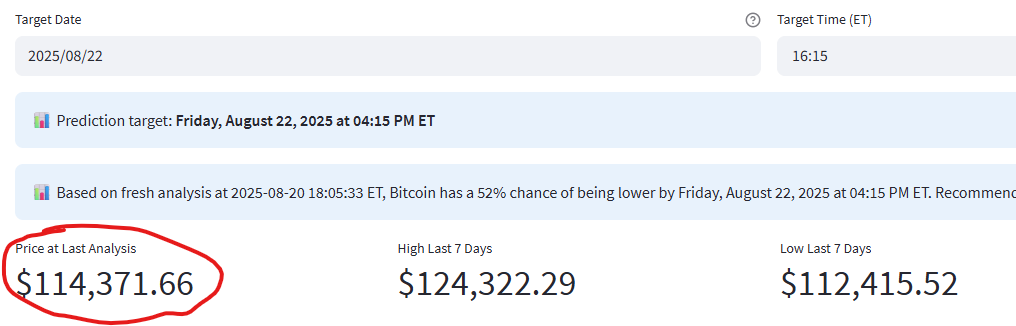 Target Date
Target Time (ET)
2025/08/22
16:15
Prediction target: Friday, August 22, 2025 at 04:15 PM ET
Based on fresh analysis at 2025-08-20 18:05:33 ET, Bitcoin has a 52% chance of being lower by Friday, August 22, 2025 at 04:15 PM ET. Recommenc
Price at Last Analysis
High Last 7 Days
Low Last 7 Days
$114,371.66
$124,322.29
$112,415.52